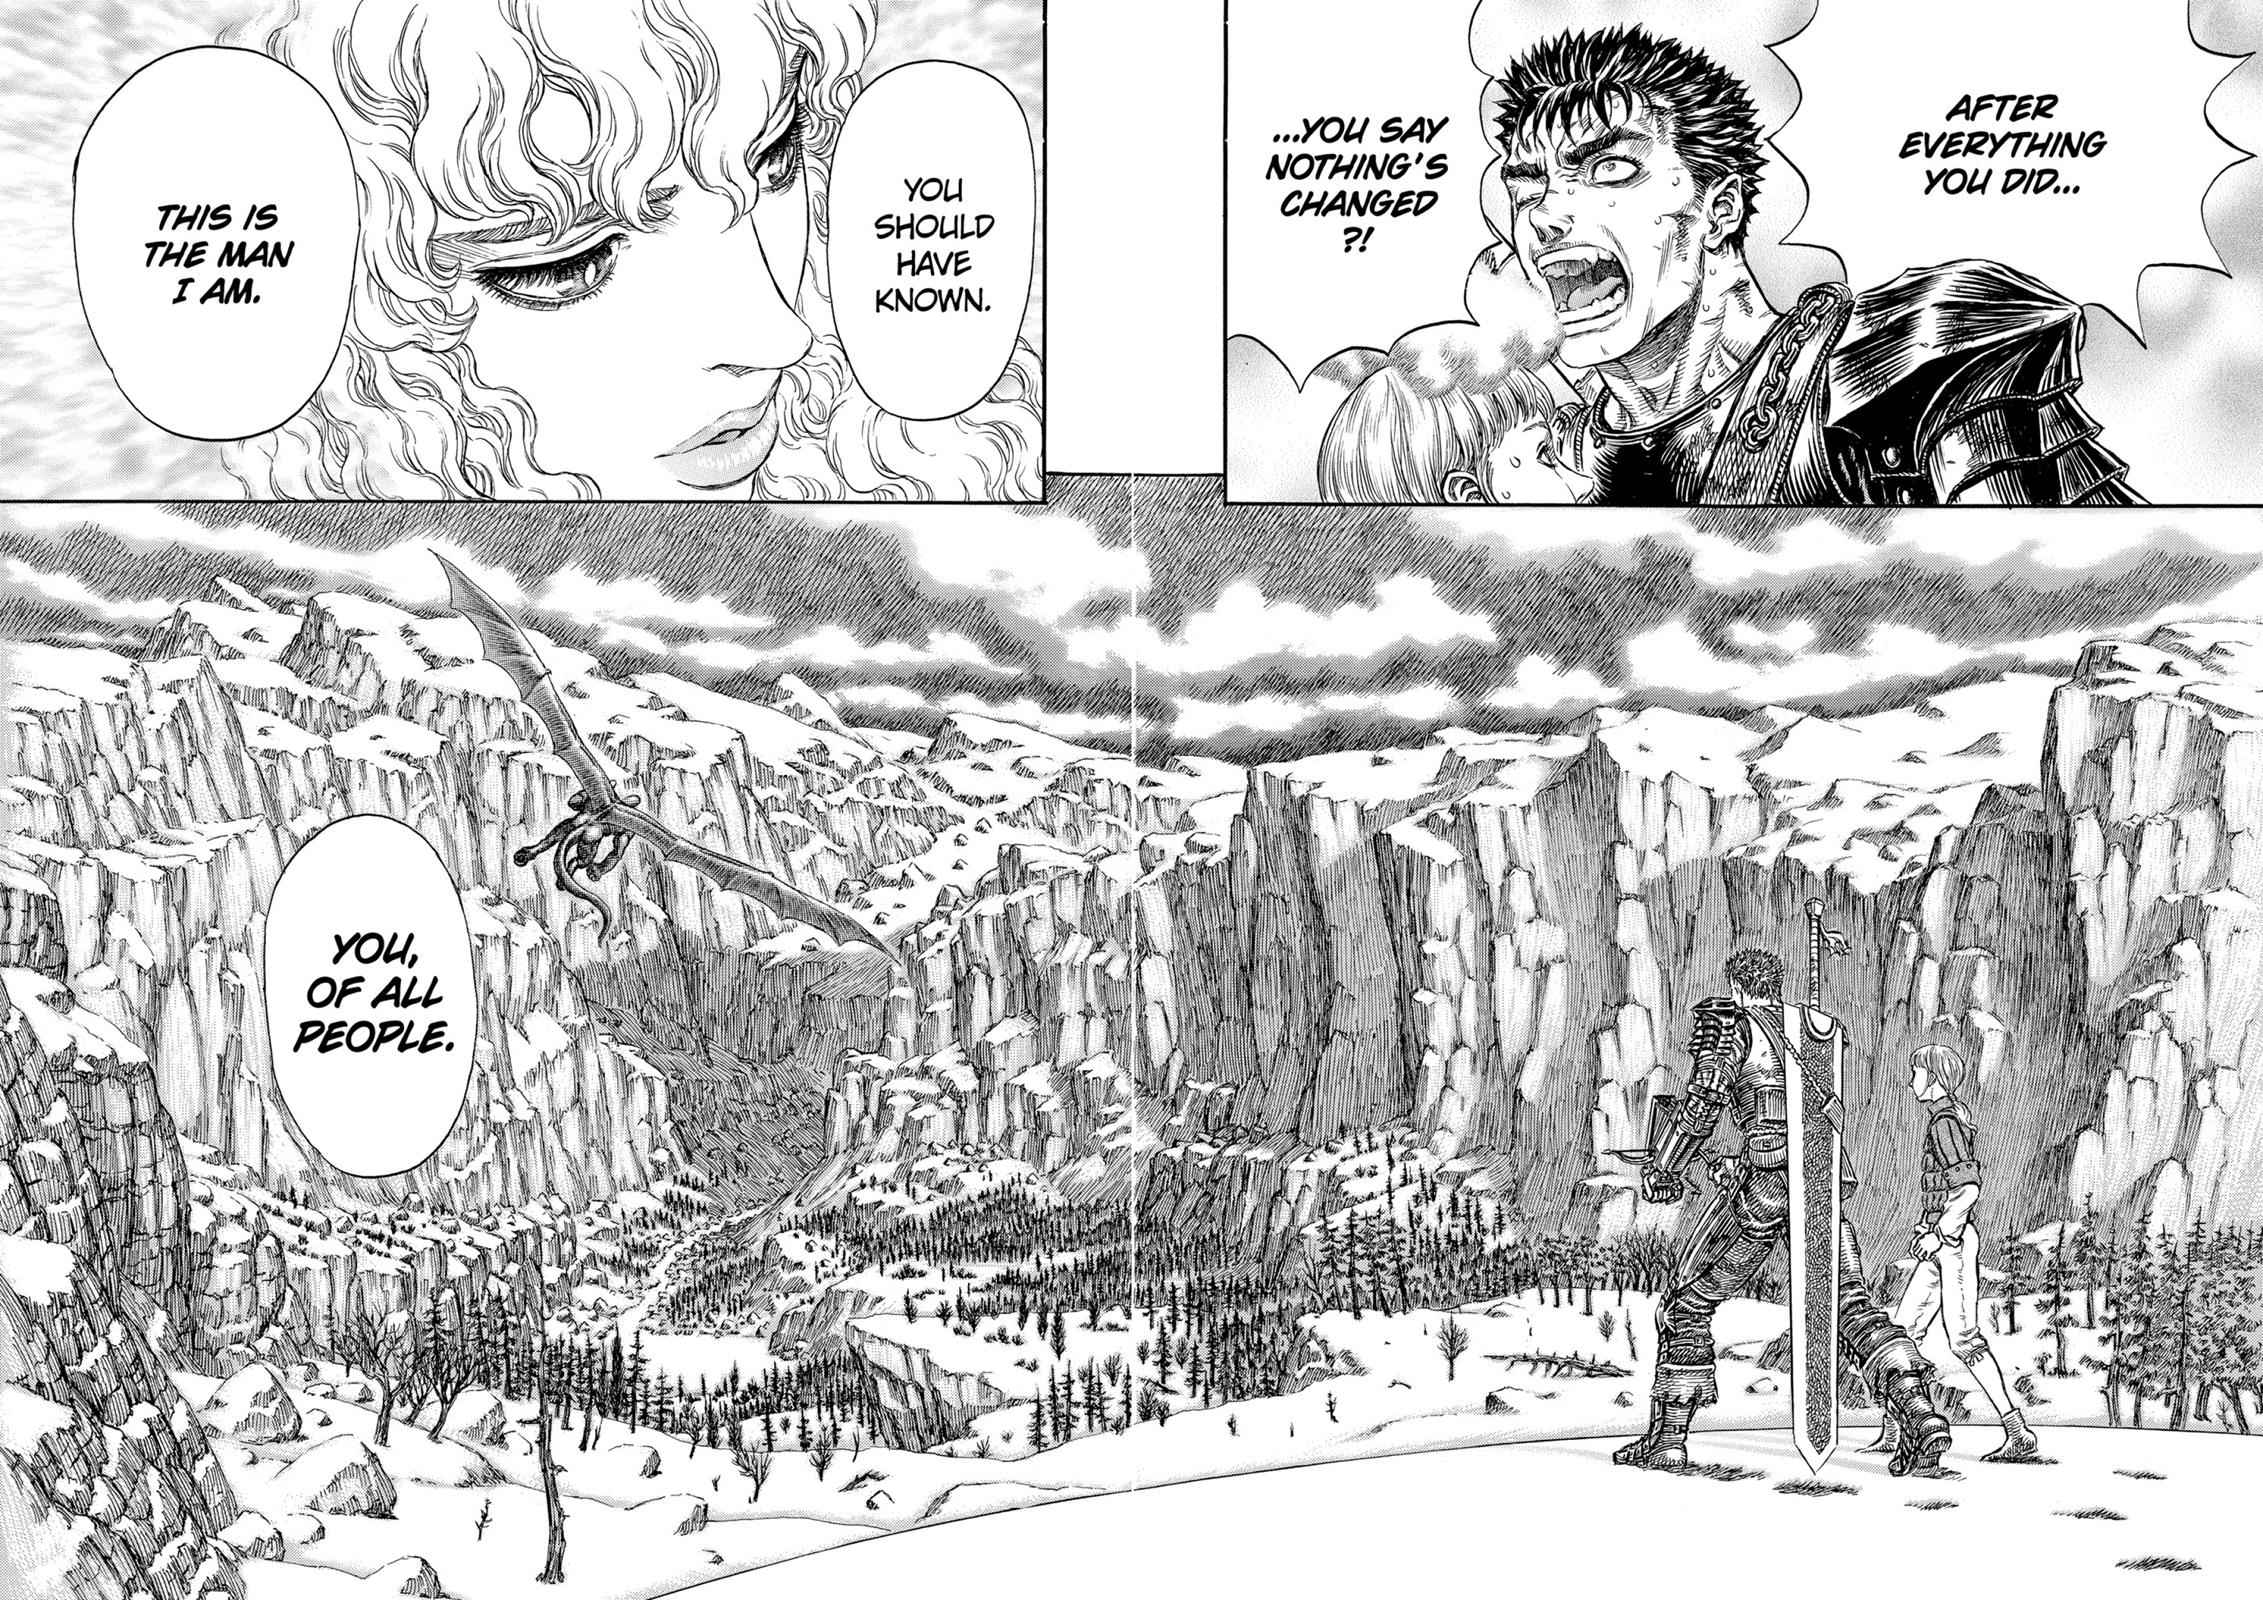 AFTER
EVERYTHING
YOU DID...
...YOU SAY
NOTHING'S
CHANGED
?!
YOU
SHOULD
HAVE
KNOWN.
THIS IS
THE MAN
I AM.
YOU,
OF ALL
PEOPLE.